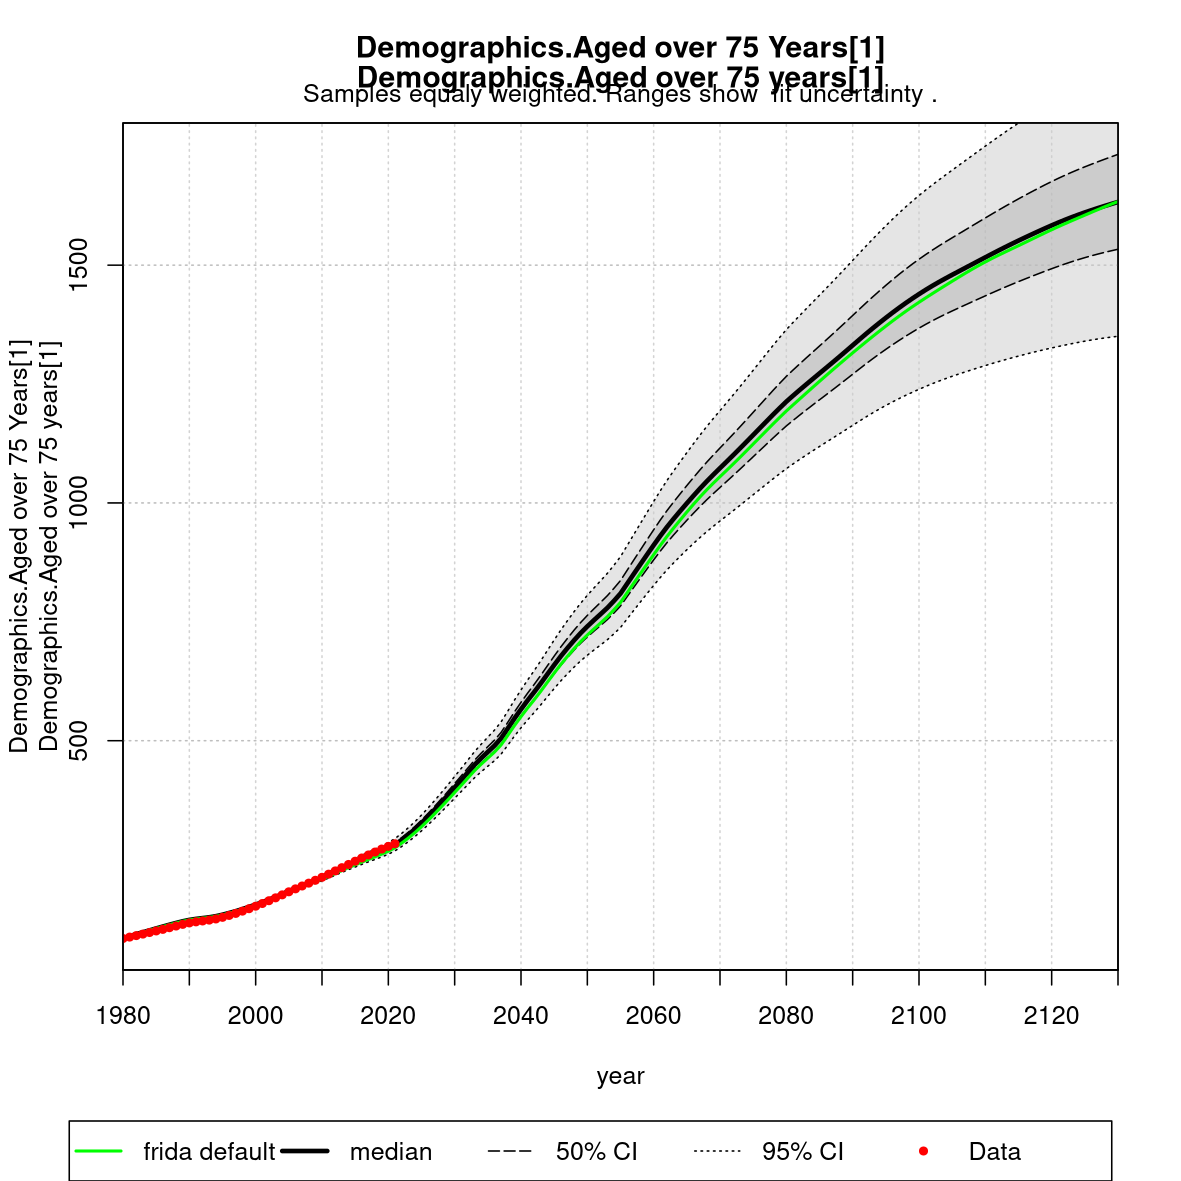 Demographics.Aged over 75 Years[1]
Demographics.Aged over 75 years[1]
Samples equaly weighted. Ranges show  fit uncertainty .
Demographics.Aged over 75 Years[1]
Demographics.Aged over 75 years[1]
1500
1000
500
1980 2000 2020 2040 2060 2080 2100 2120
year
frida default median 50% CI 95% CI Data